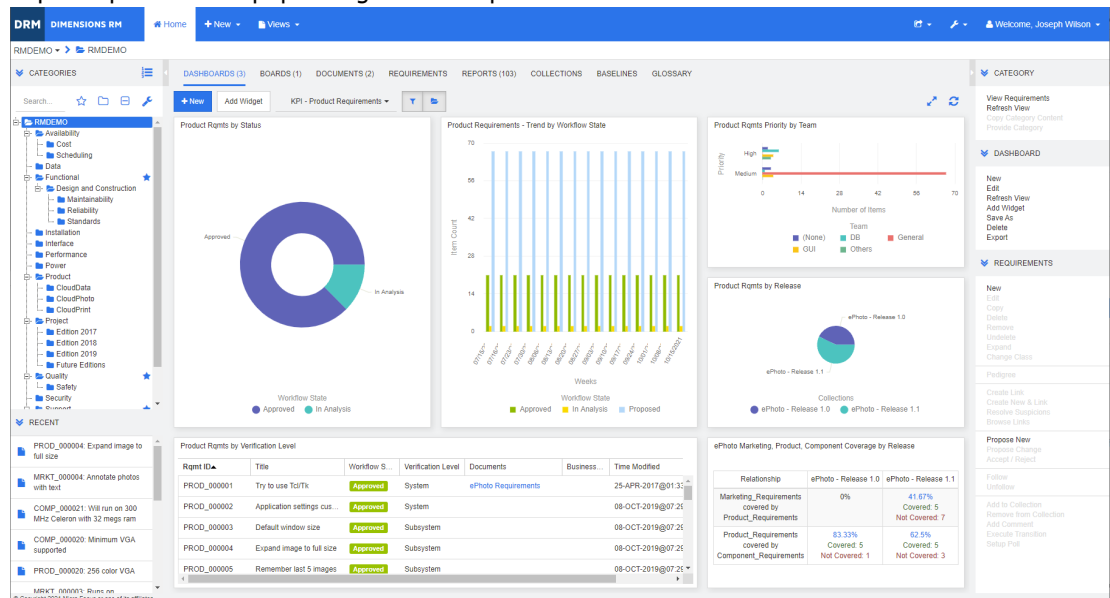 DRM DIMENSIONS RM Home + New Views Welcome, Joseph Wilson
RMDEMO > RMDEMO
CATEGORIES
Search...
RMDEMO
Availability
Cost
Scheduling
Data
Functional
Design and Construction
Maintainability
Reliability
Standards
Installation
Interface
Performance
Power
Product
CloudData
CloudPhoto
CloudPrint
Project
Edition 2017
Edition 2018
Edition 2019
Future Editions
Quality
Safety
Security
RECENT
PROD_000004: Expand image to
full size
MRKT_000004: Annotate photos
with text
COMP_000021: Will run on 300
MHz Celeron with 32 megs ram
COMP_000020: Minimum VGA
supported
PROD_000020: 256 color VGA
MRKT_000003: Runs on
DASHBOARDS (3) BOARDS (1) DOCUMENTS (2) REQUIREMENTS REPORTS (103) COLLECTIONS BASELINES GLOSSARY
+ New Add Widget KPI - Product Requirements
Product Rqmts by Status
Approved
In Analysis
Workflow State
Approved In Analysis
Product Requirements - Trend by Workflow State
70
56
42
28
14
0
Item Count
10/15/2021
Weeks
Workflow State
Approved In Analysis Proposed
Product Rqmts Priority by Team
Priority
High
Medium
0 14 28 42 56 70
Number of Items
Team
(None) DB General
GUI Others
Product Rqmts by Release
ePhoto - Release 1.0
ePhoto - Release 1.1
Collections
ePhoto - Release 1.0 ePhoto - Release 1.1
Product Rqmts by Verification Level
Rqmt ID Title Workflow S... Verification Level Documents Business... Time Modified
PROD_000001 Try to use Tcl/Tk Approved System ePhoto Requirements 25-APR-2017@01:33
PROD_000002 Application settings cus... Approved System 08-OCT-2019@07:29
PROD_000003 Default window size Approved Subsystem 08-OCT-2019@07:29
PROD_000004 Expand image to full size Approved Subsystem 08-OCT-2019@07:29
PROD_000005 Remember last 5 images Approved Subsystem 08-OCT-2019@07:29
ePhoto Marketing, Product, Component Coverage by Release
Relationship ePhoto - Release 1.0 ePhoto - Release 1.1
Marketing_Requirements
covered by
Product_Requirements
0%
41.67%
Covered: 5
Not Covered: 7
Product_Requirements
covered by
Component_Requirements
83.33%
Covered: 5
Not Covered: 1
62.5%
Covered: 5
Not Covered: 3
CATEGORY
View Requirements
Refresh View
Copy Category Content
Provide Category
DASHBOARD
New
Edit
Refresh View
Add Widget
Save As
Delete
Export
REQUIREMENTS
New
Edit
Copy
Delete
Remove
Undelete
Expand
Change Class
Pedigree
Create Link
Create New & Link
Resolve Suspicions
Browse Links
Propose New
Propose Change
Accept / Reject
Follow
Unfollow
Add to Collection
Remove from Collection
Add Comment
Execute Transition
Setup Poll